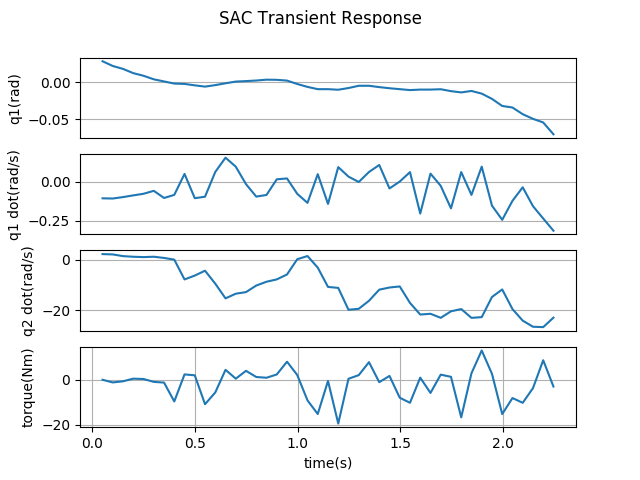 SAC Transient Response
q1(rad)
0.00
−0.05
q1 dot(rad/s)
0.00
−0.25
q2 dot(rad/s)
0
−20
torque(Nm)
0
−20
0.0 0.5 1.0 1.5 2.0
time(s)